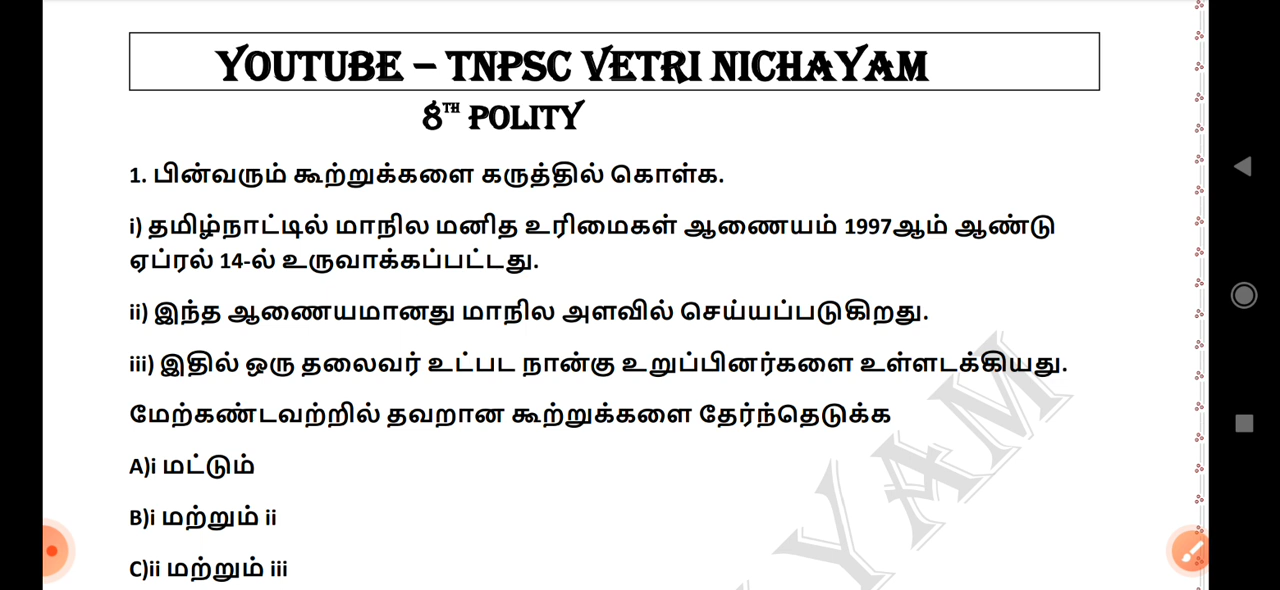 YOUTUBE – TNPSC VETRI NICHAYAM
8TH POLITY
1. பின்வரும் கூற்றுக்களை கருத்தில் கொள்க.
i) தமிழ்நாட்டில் மாநில மனித உரிமைகள் ஆணையம் 1997ஆம் ஆண்டு
ஏப்ரல் 14-ல் உருவாக்கப்பட்டது.
ii) இந்த ஆணையமானது மாநில அளவில் செய்யப்படுகிறது.
iii) இதில் ஒரு தலைவர் உட்பட நான்கு உறுப்பினர்களை உள்ளடக்கியது.
மேற்கண்டவற்றில் தவறான கூற்றுக்களை தேர்ந்தெடுக்க
A)i மட்டும்
B)i மற்றும் ii
C)ii மற்றும் iii
YAM